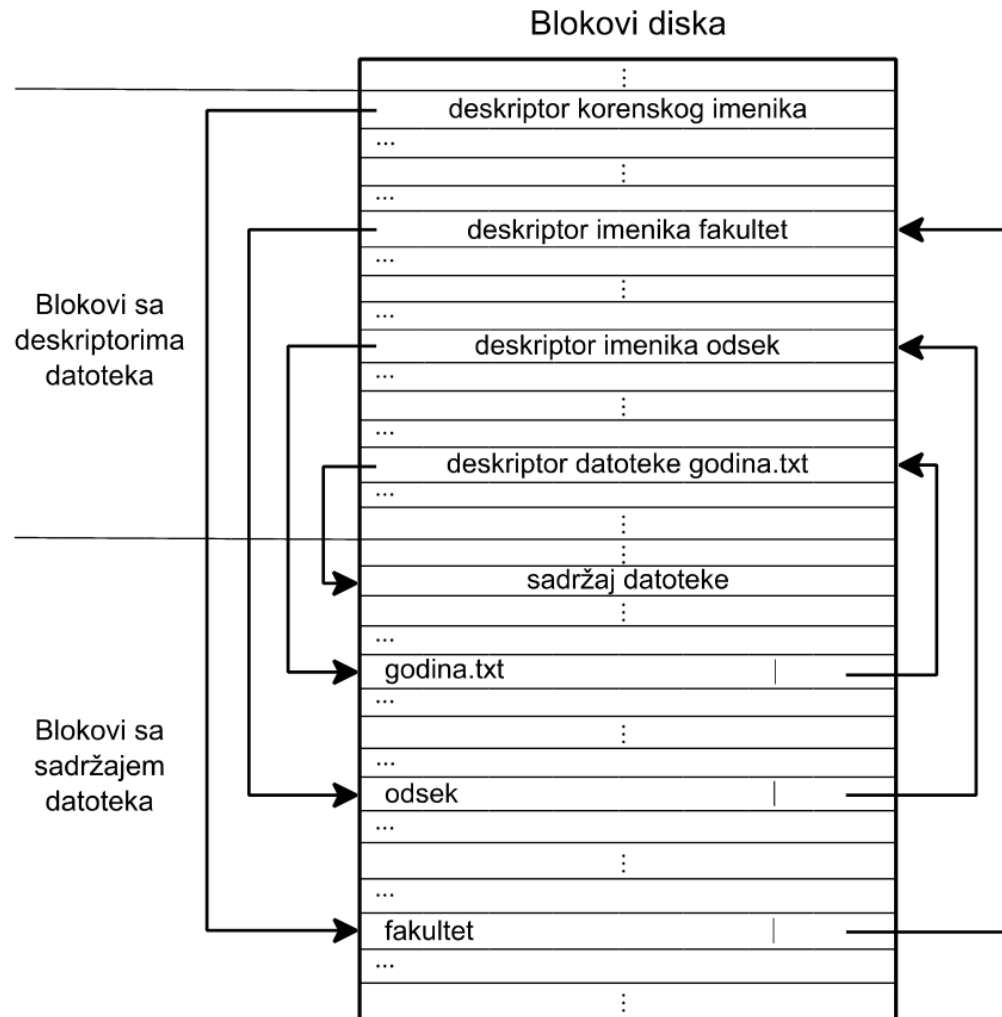 Blokovi diska
⋮
deskriptor korenskog imenika
...
⋮
...
deskriptor imenika fakultet
...
⋮
...
Blokovi sa
deskriptorima
datoteka
deskriptor imenika odsek
...
⋮
...
deskriptor datoteke godina.txt
...
⋮
⋮
sadržaj datoteke
⋮
...
godina.txt |
...
⋮
Blokovi sa
sadržajem
datoteka
...
odsek |
...
⋮
...
fakultet |
...
⋮